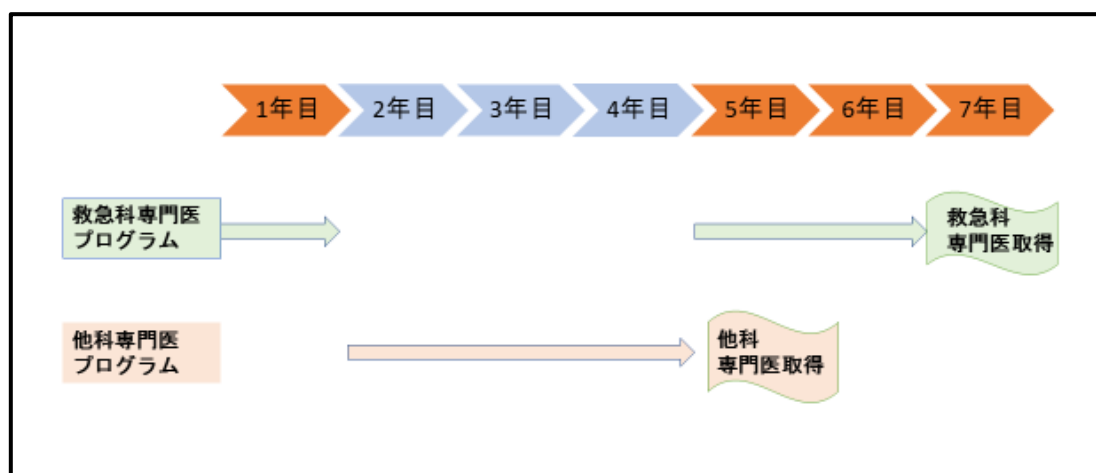 1年目
2年目
3年目
4年目
5年目
6年目
7年目
救急科専門医
プログラム
救急科
専門医取得
他科専門医
プログラム
他科
専門医取得